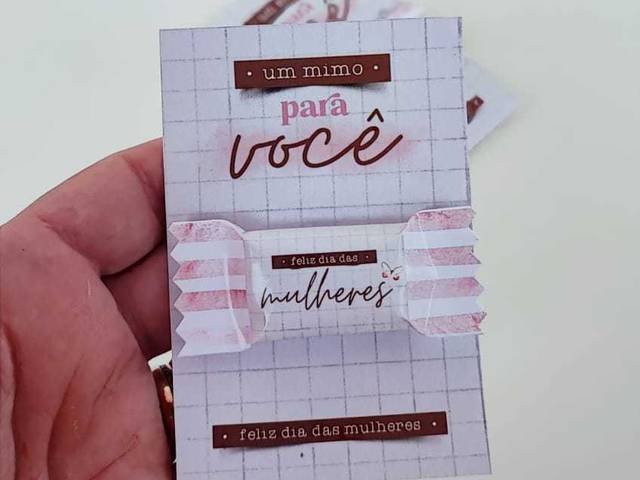 • um mimo •
para
você
• feliz dia das •
mulheres
• feliz dia das mulheres •